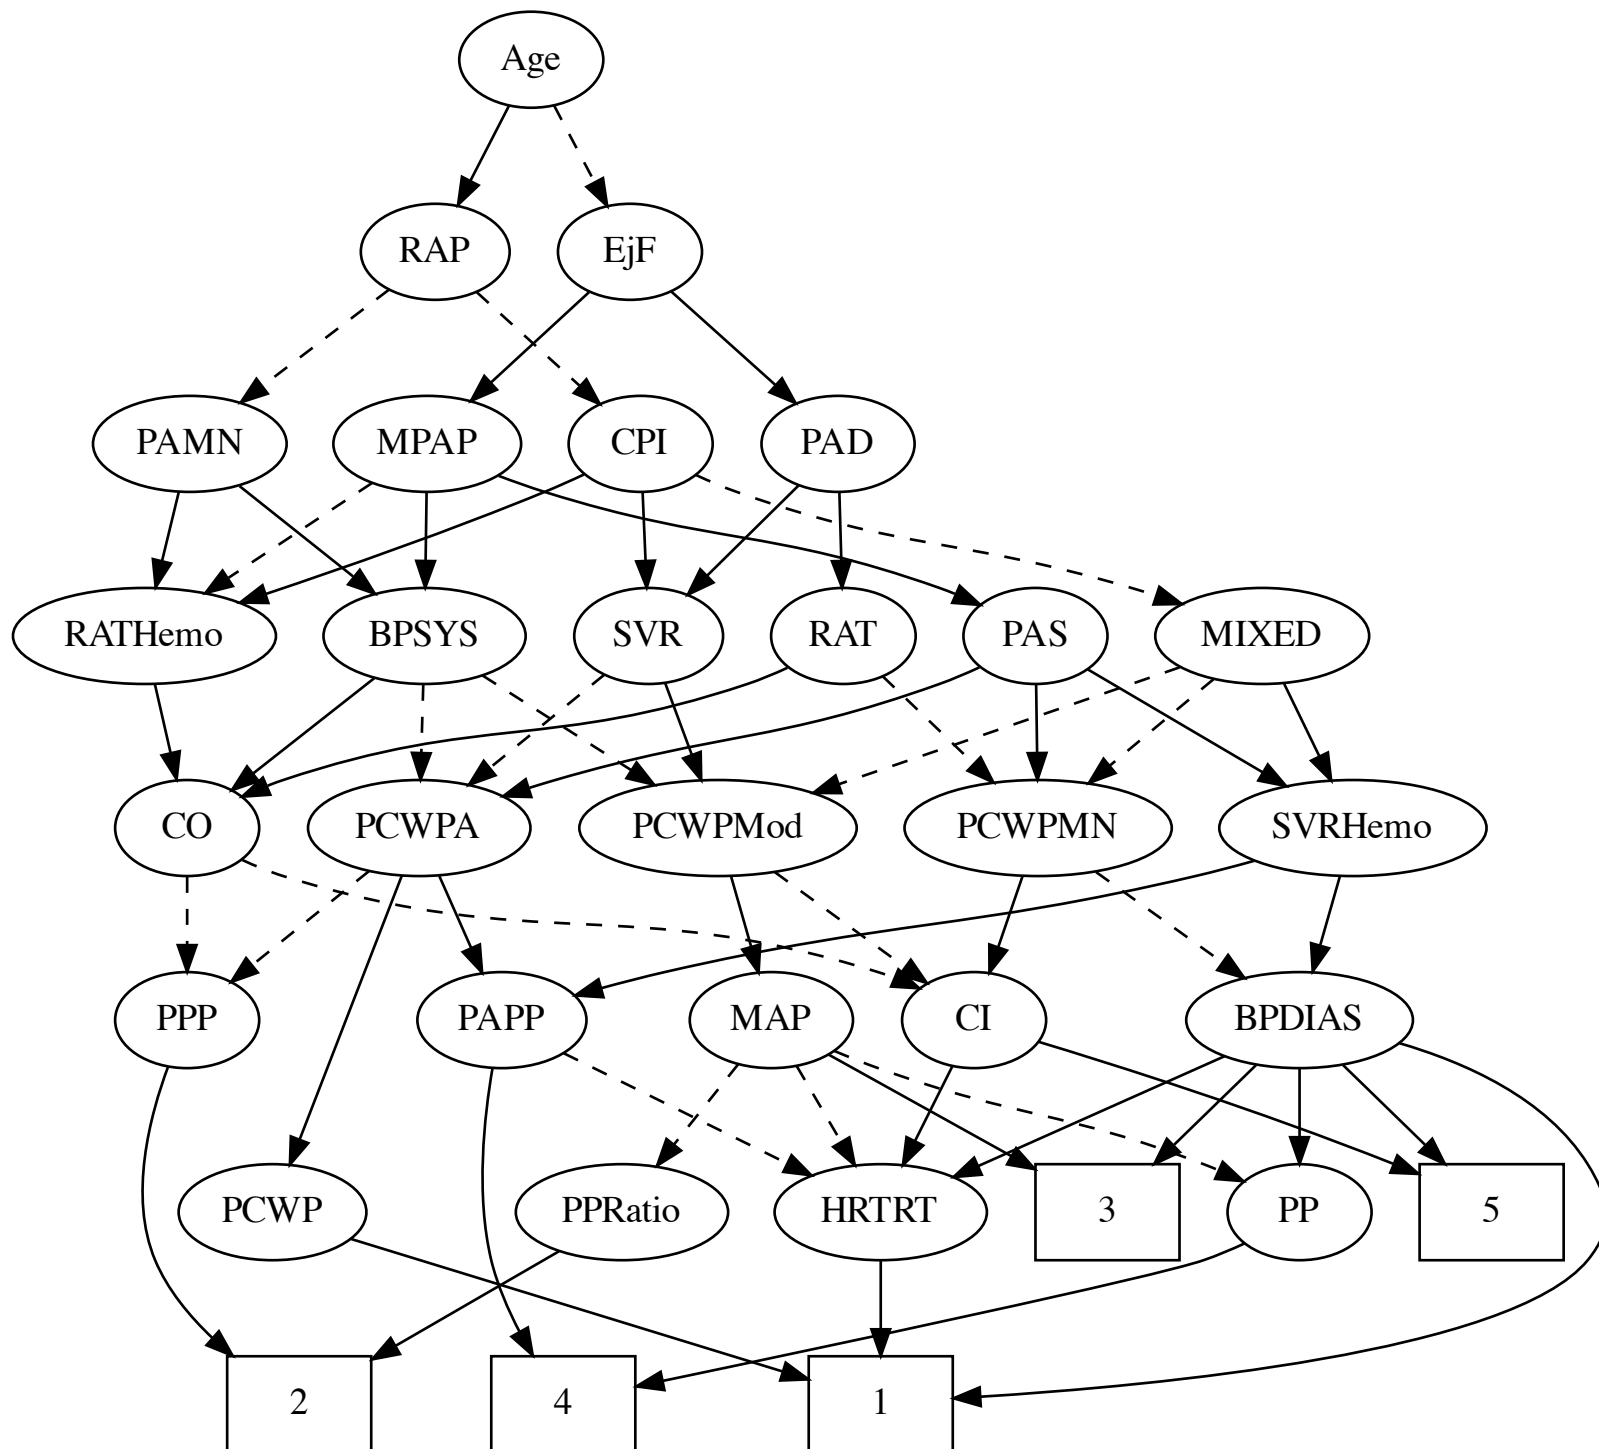 Age
RAP EjF
PAMN MPAP CPI PAD
RATHemo BPSYS SVR RAT PAS MIXED
CO PCWPA PCWPMod PCWPMN SVRHemo
PPP PAPP MAP CI BPDIAS
PCWP PPRatio HRTRT 3 PP 5
2 4 1